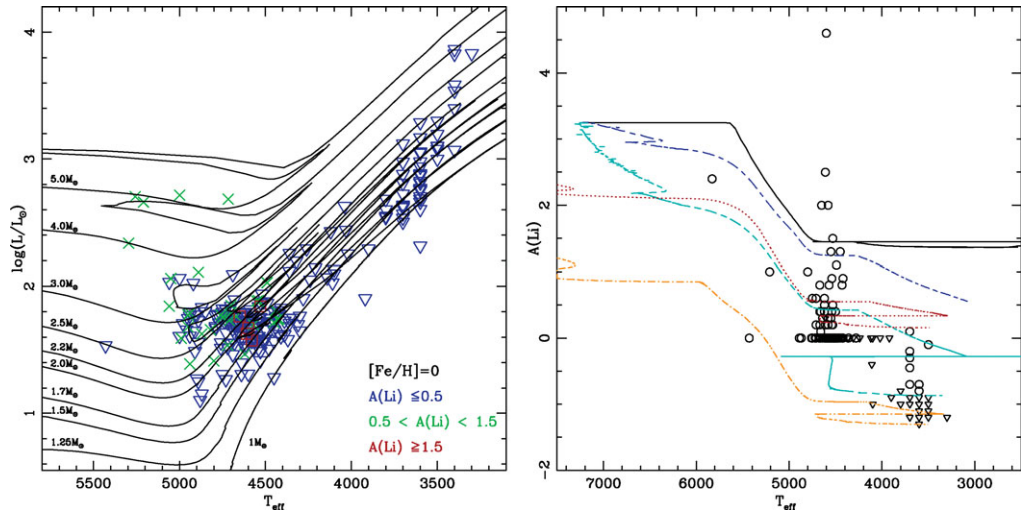 4
3
2
1
log(L/L⊙)
5.0M⊙
4.0M⊙
3.0M⊙
2.5M⊙
2.2M⊙
2.0M⊙
1.7M⊙
1.5M⊙
1.25M⊙
1M⊙
[Fe/H]=0
A(Li) ≤0.5
0.5 < A(Li) < 1.5
A(Li) ≥1.5
5500 5000 4500 4000 3500
T_eff
4
2
0
−2
A(Li)
7000 6000 5000 4000 3000
T_eff